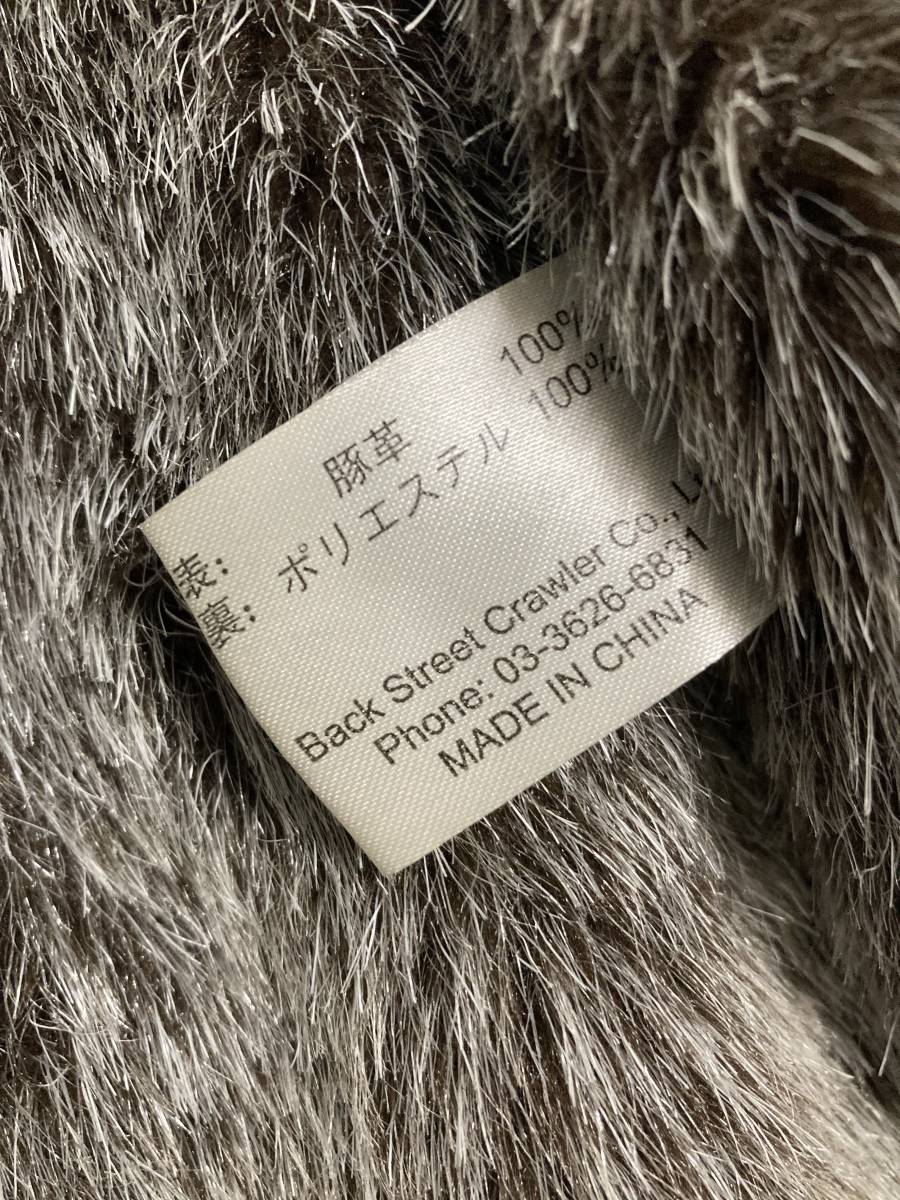 表: 豚革 100%
裏: ポリエステル 100%
Back Street Crawler Co.,
Phone: 03-3626-6831
MADE IN CHINA